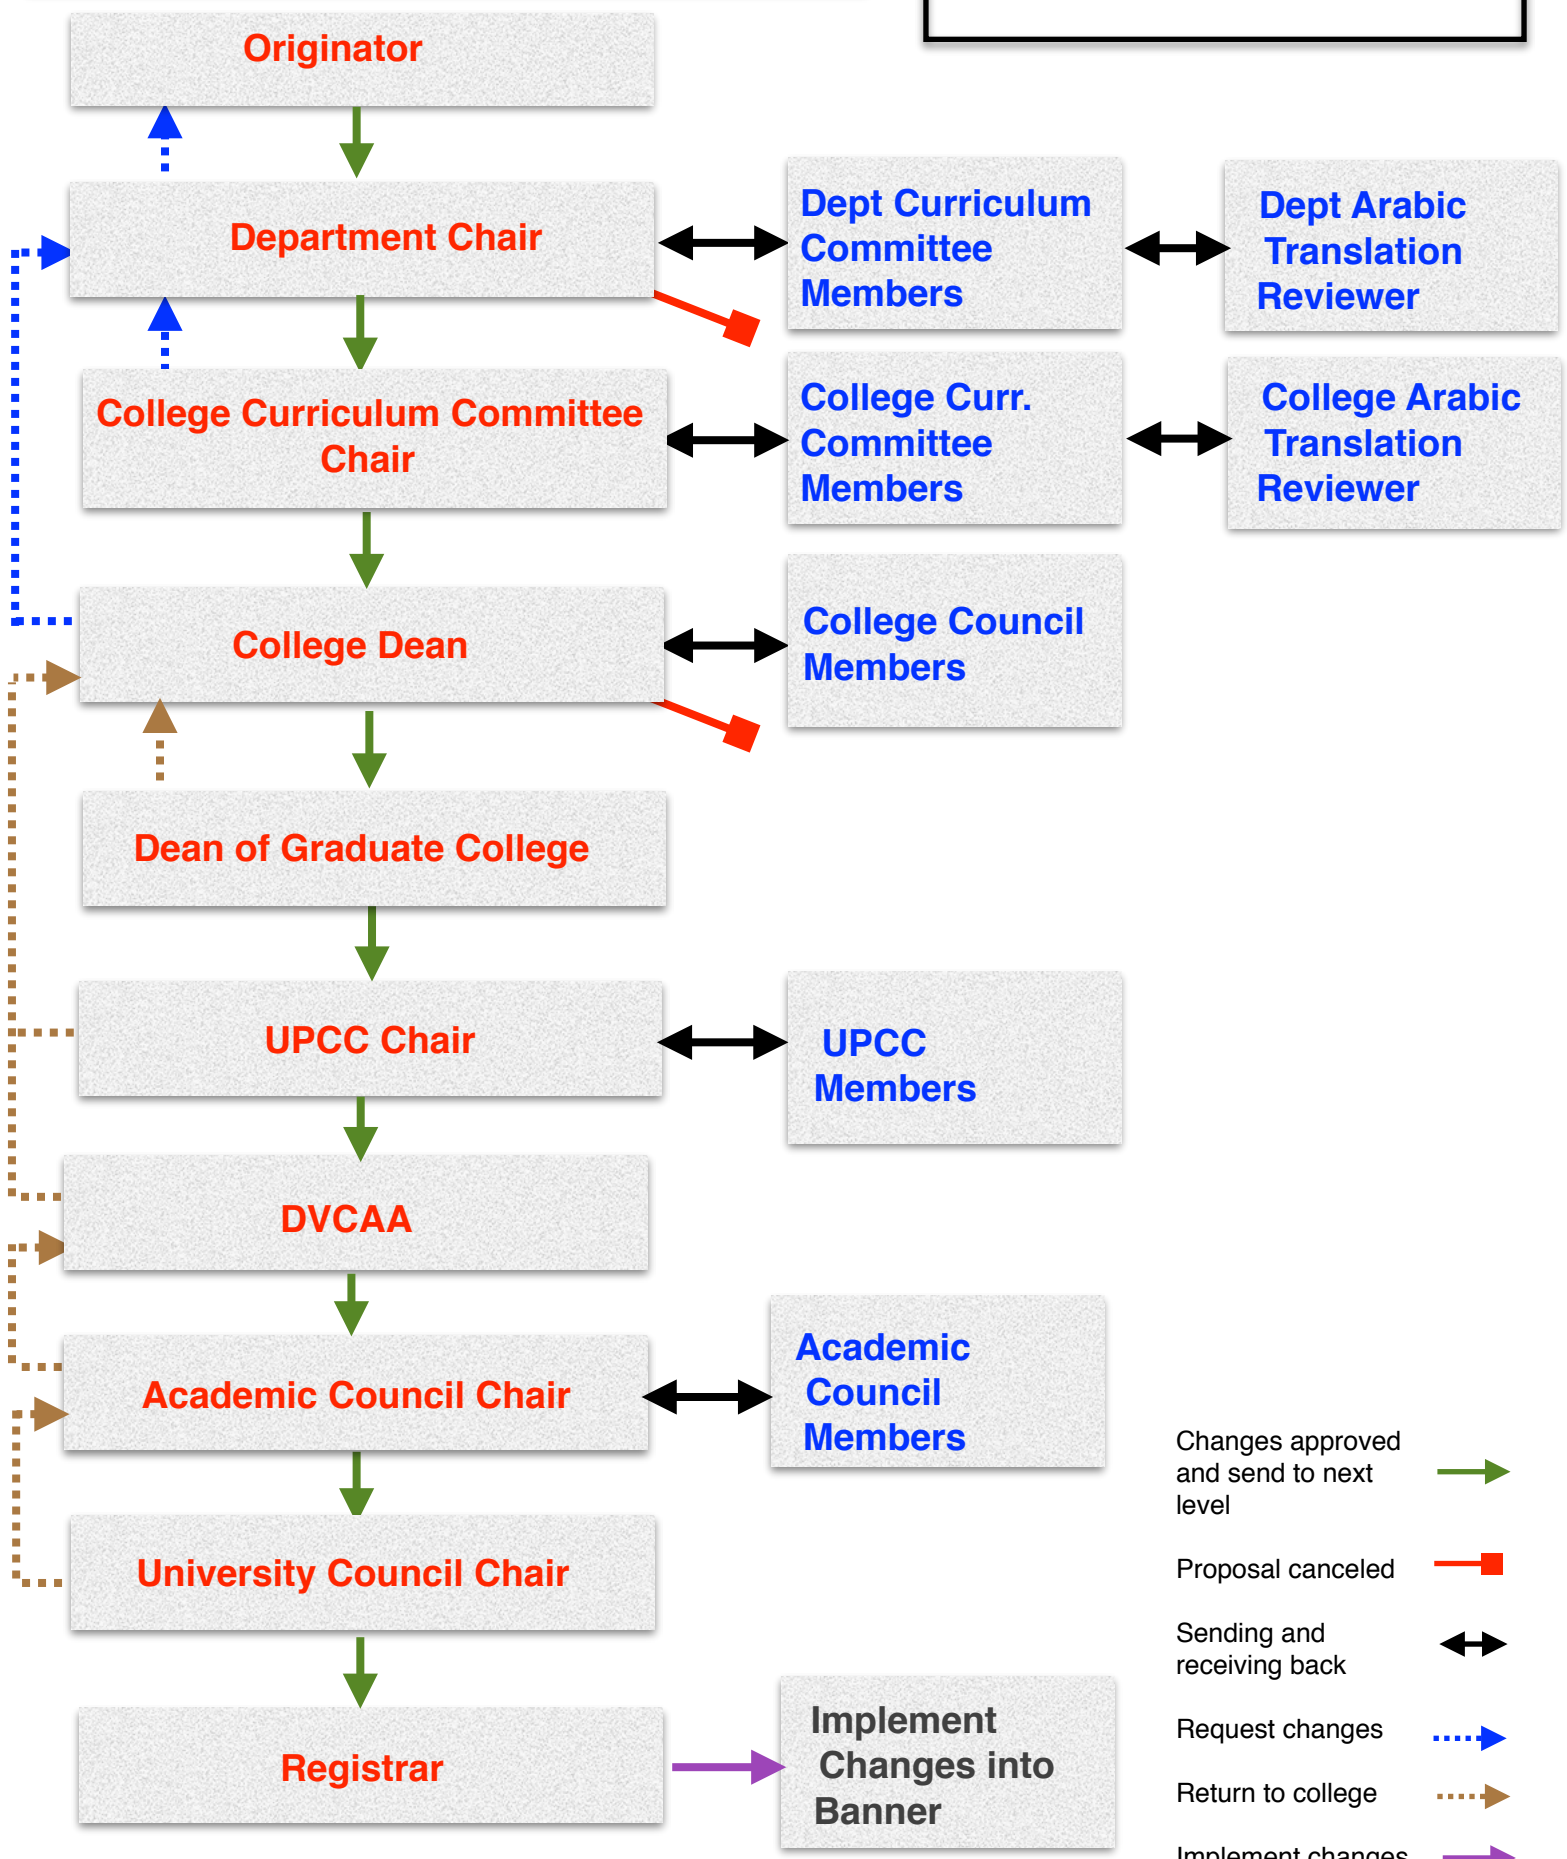 Originator
Department Chair
Dept Curriculum
Committee
Members
Dept Arabic
Translation
Reviewer
College Curriculum Committee
Chair
College Curr.
Committee
Members
College Arabic
Translation
Reviewer
College Dean
College Council
Members
Dean of Graduate College
UPCC Chair
UPCC
Members
DVCAA
Academic Council Chair
Academic
Council
Members
University Council Chair
Registrar
Implement
Changes into
Banner
Changes approved
and send to next
level
Proposal canceled
Sending and
receiving back
Request changes
Return to college
Implement changes